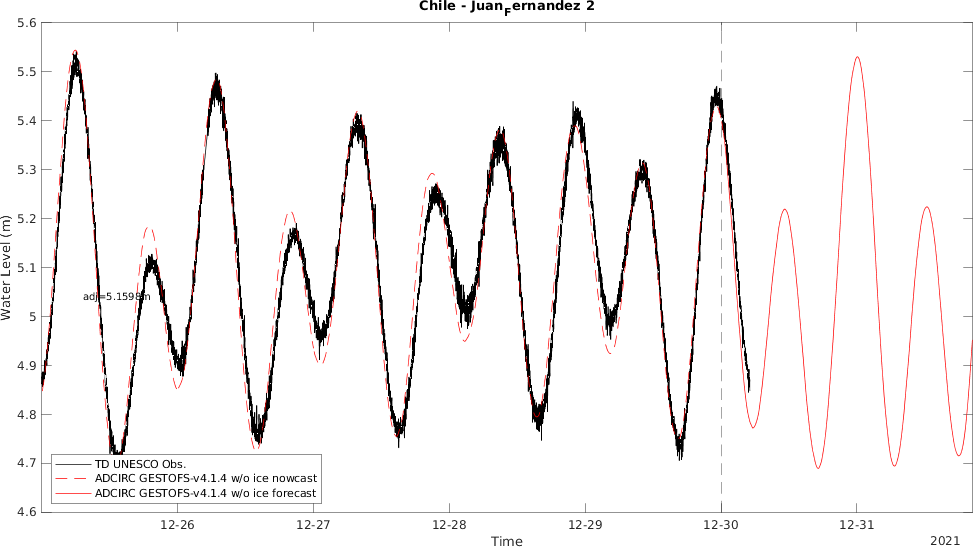 Chile - JuanFernandez 2
5.6
5.5
5.4
5.3
5.2
5.1
5
4.9
4.8
4.7
4.6
Water Level (m)
adj=5.1598m
TD UNESCO Obs.
ADCIRC GESTOFS-v4.1.4 w/o ice nowcast
ADCIRC GESTOFS-v4.1.4 w/o ice forecast
12-26 12-27 12-28 12-29 12-30 12-31
Time
2021